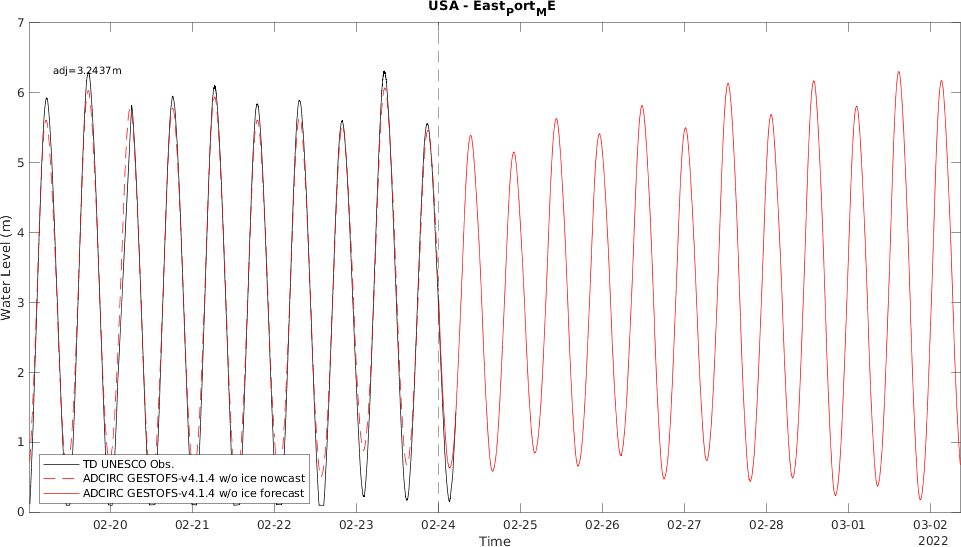 USA - EastPortME
7
adj=3.2437m
6
5
4
3
2
1
0
Water Level (m)
TD UNESCO Obs.
ADCIRC GESTOFS-v4.1.4 w/o ice nowcast
ADCIRC GESTOFS-v4.1.4 w/o ice forecast
02-20 02-21 02-22 02-23 02-24 02-25 02-26 02-27 02-28 03-01 03-02
Time 2022